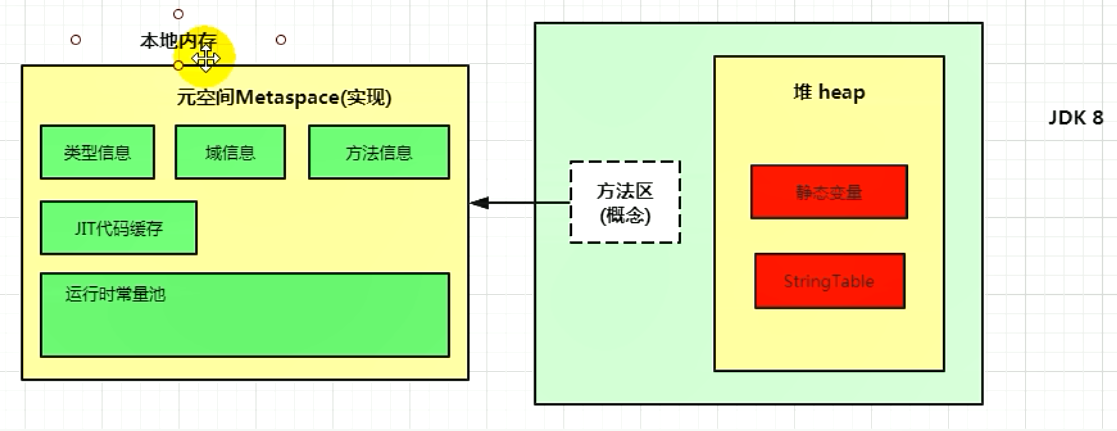 本地内存
元空间Metaspace(实现)
类型信息
域信息
方法信息
JIT代码缓存
运行时常量池
方法区
(概念)
堆 heap
静态变量
StringTable
JDK 8